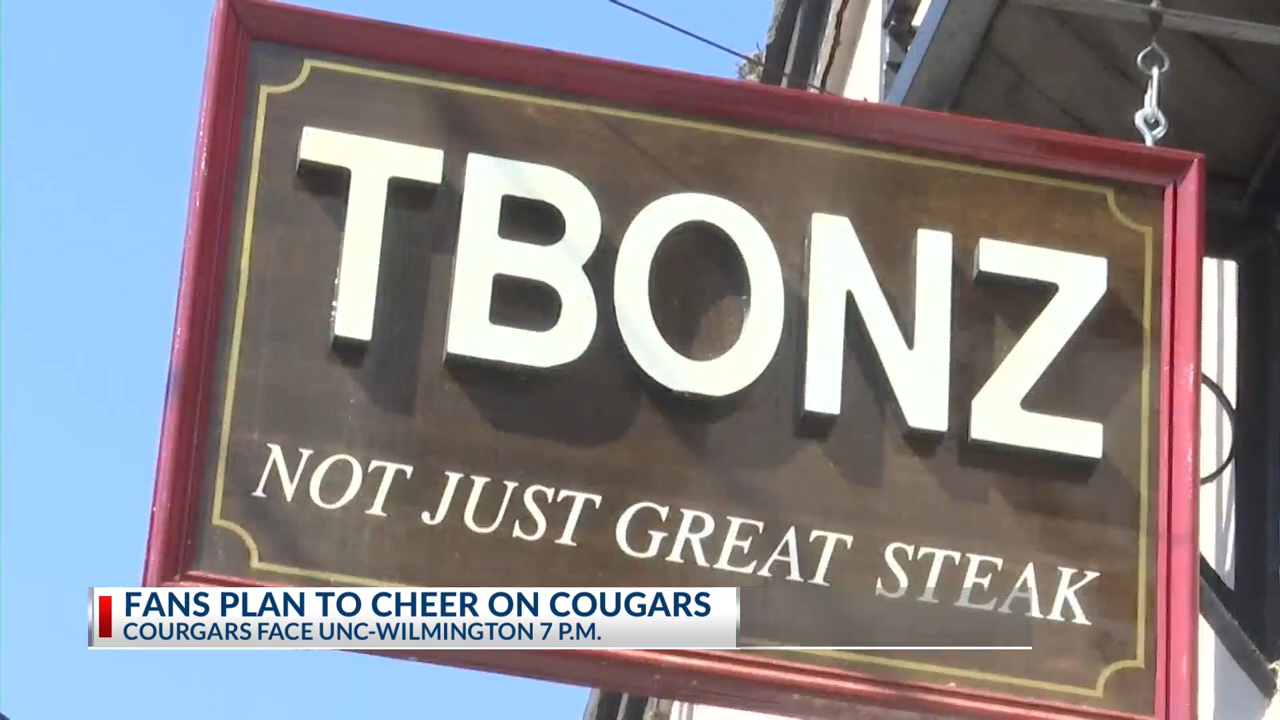 TBONZ
NOT JUST GREAT STEAK
FANS PLAN TO CHEER ON COUGARS
COURGARS FACE UNC-WILMINGTON 7 P.M.